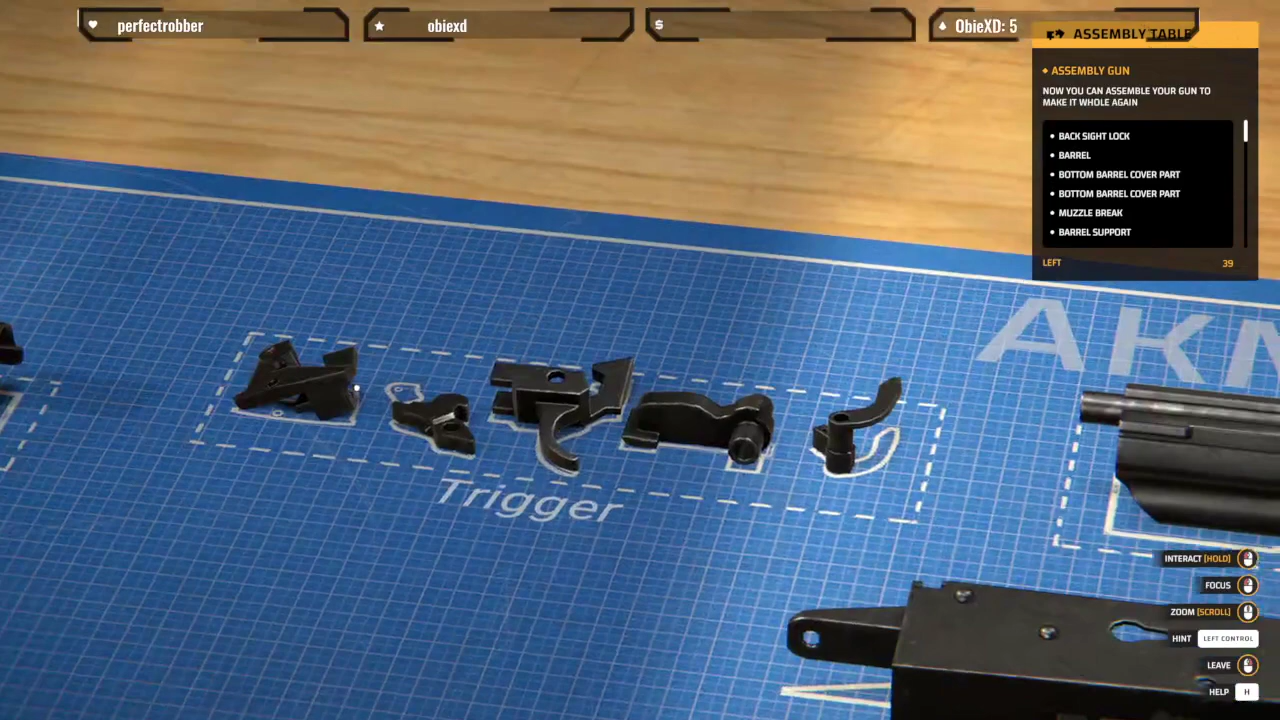 perfectrobber
obiexd
$
ObieXD: 5
ASSEMBLY TABLE
ASSEMBLY GUN
NOW YOU CAN ASSEMBLE YOUR GUN TO
MAKE IT WHOLE AGAIN
• BACK SIGHT LOCK
• BARREL
• BOTTOM BARREL COVER PART
• BOTTOM BARREL COVER PART
• MUZZLE BREAK
• BARREL SUPPORT
LEFT 39
AKM
Trigger
INTERACT [HOLD]
FOCUS
ZOOM [SCROLL]
HINT LEFT CONTROL
LEAVE
HELP H